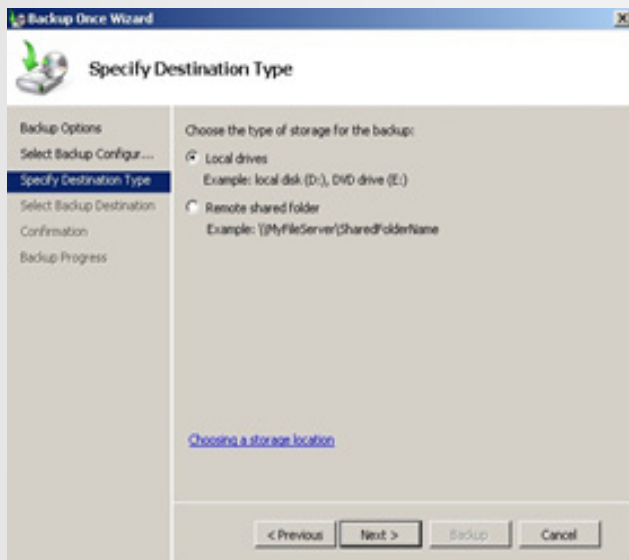 Backup Once Wizard
Specify Destination Type
Backup Options
Select Backup Configur....
Specify Destination Type
Select Backup Destination
Confirmation
Backup Progress
Choose the type of storage for the backup:
Local drives
Example: local disk (D:), DVD drive (E:)
Remote shared folder
Example: \\MyFileServer\SharedFolderName
Choosing a storage location
< Previous
Next >
Backup
Cancel